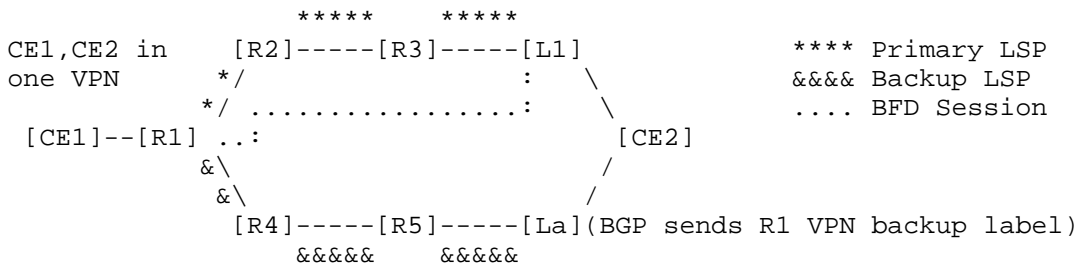 *****     *****
CE1,CE2 in    [R2]-----[R3]-----[L1]                **** Primary LSP
one VPN      */                    :   \            &&&& Backup LSP
            */ ..................:    \           .... BFD Session
 [CE1]--[R1] ..:                        [CE2]
            &\                          /
             &\                        /
              [R4]-----[R5]-----[La](BGP sends R1 VPN backup label)
                  &&&&&     &&&&&